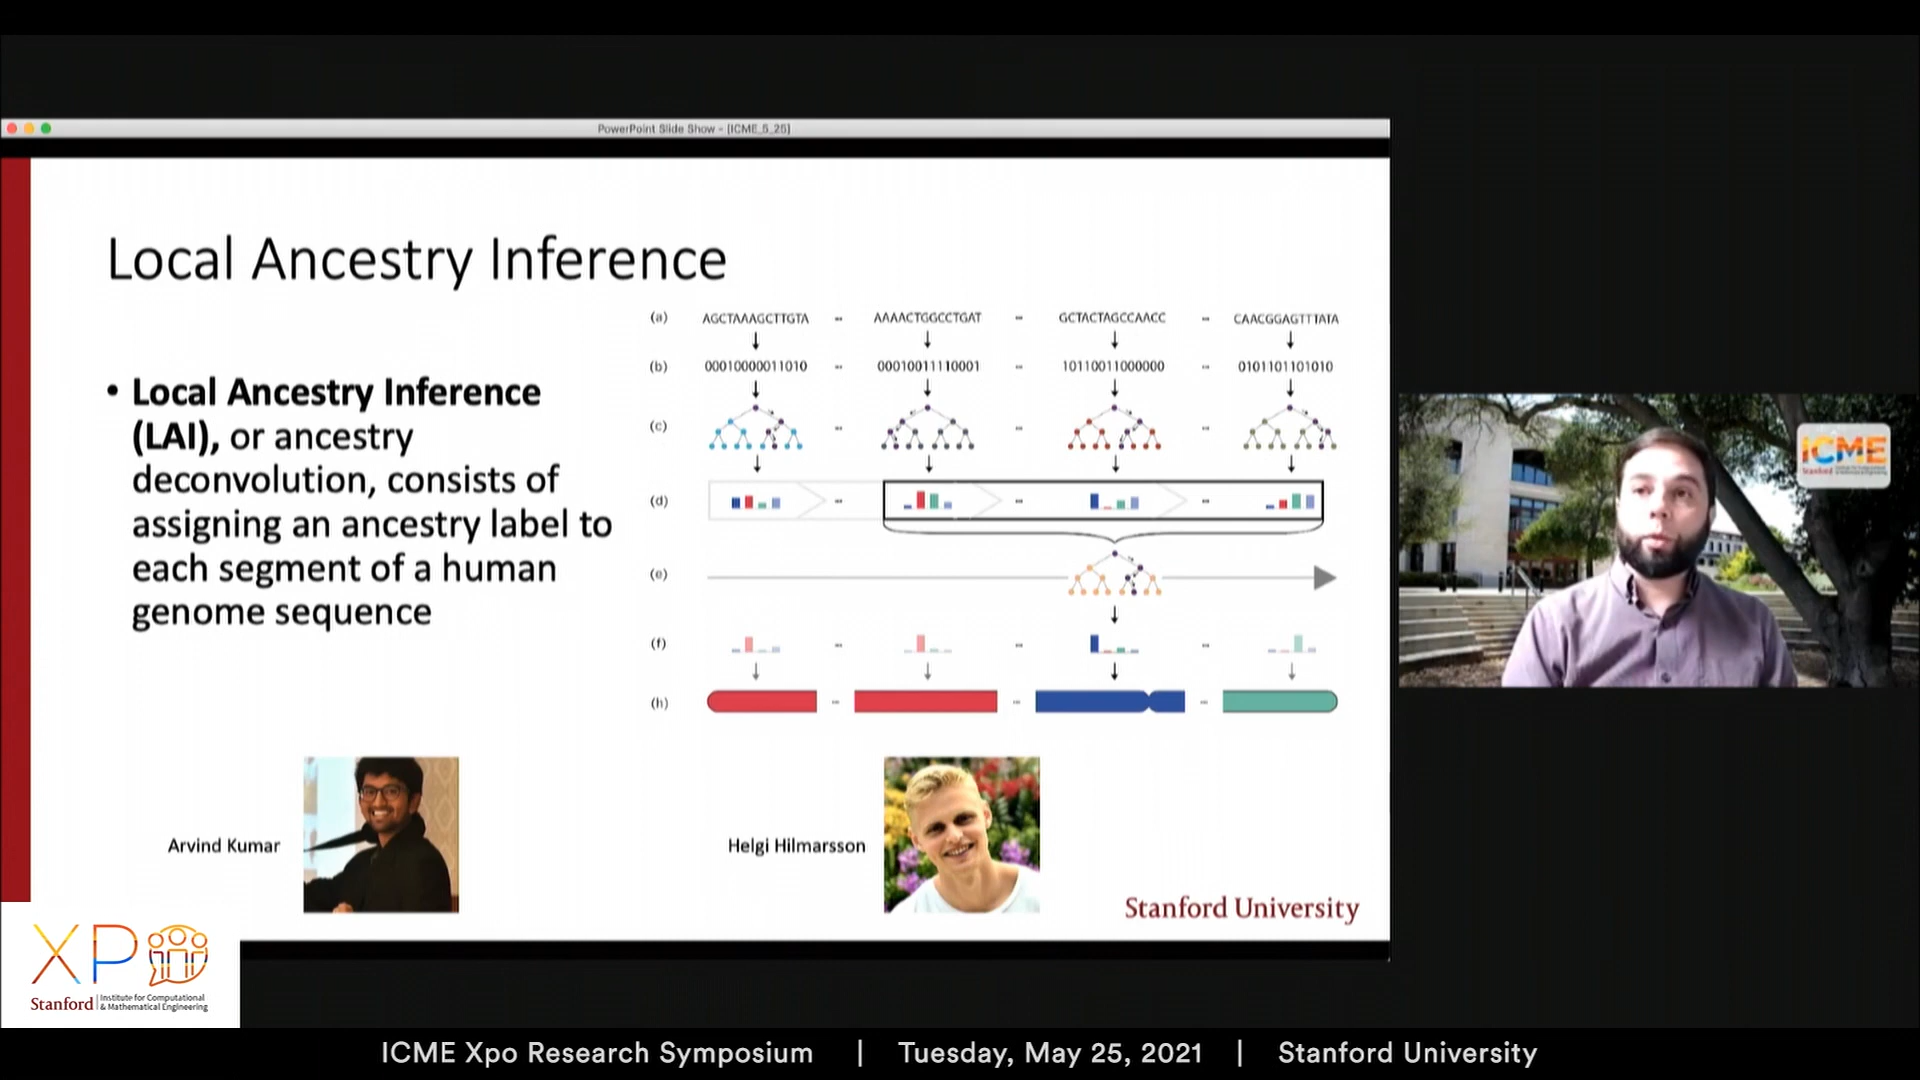 PowerPoint Slide Show - [ICME_5_25]
Local Ancestry Inference
• Local Ancestry Inference
(LAI), or ancestry
deconvolution, consists of
assigning an ancestry label to
each segment of a human
genome sequence
(a) AGCTAAAGCTTGTA - AAAACTGGCCTGAT - GCTACTAGCCAACC - CAACGGAGTTTATA
(b) 00010000011010 - 00010011110001 - 10110011000000 - 0101101101010
(c)
(d)
(e)
(f)
(h)
Arvind Kumar
Helgi Hilmarsson
Stanford University
ICME
Stanford
XPO
Stanford | Institute for Computational
& Mathematical Engineering
ICME Xpo Research Symposium | Tuesday, May 25, 2021 | Stanford University